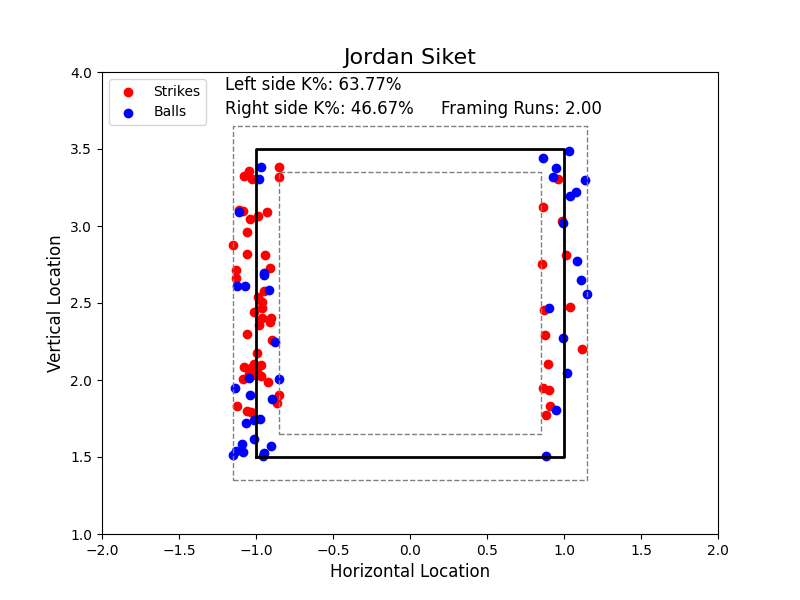 Jordan Siket
Strikes
Balls
Left side K%: 63.77%
Right side K%: 46.67%
Framing Runs: 2.00
Vertical Location
4.0
3.5
3.0
2.5
2.0
1.5
1.0
−2.0 −1.5 −1.0 −0.5 0.0 0.5 1.0 1.5 2.0
Horizontal Location